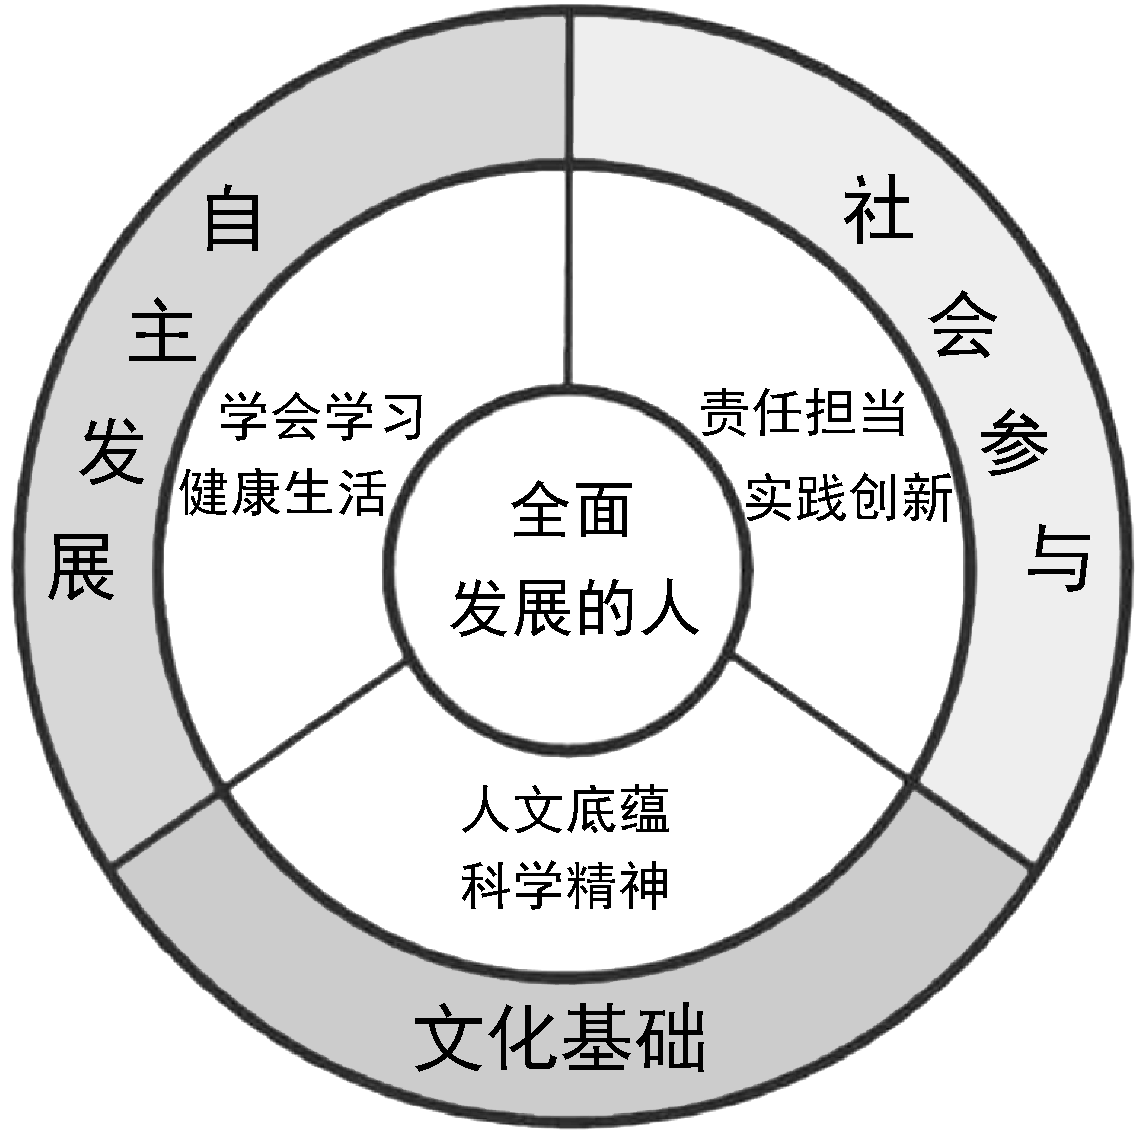 自主发展
社会参与
学会学习
健康生活
责任担当
实践创新
全面
发展的人
人文底蕴
科学精神
文化基础